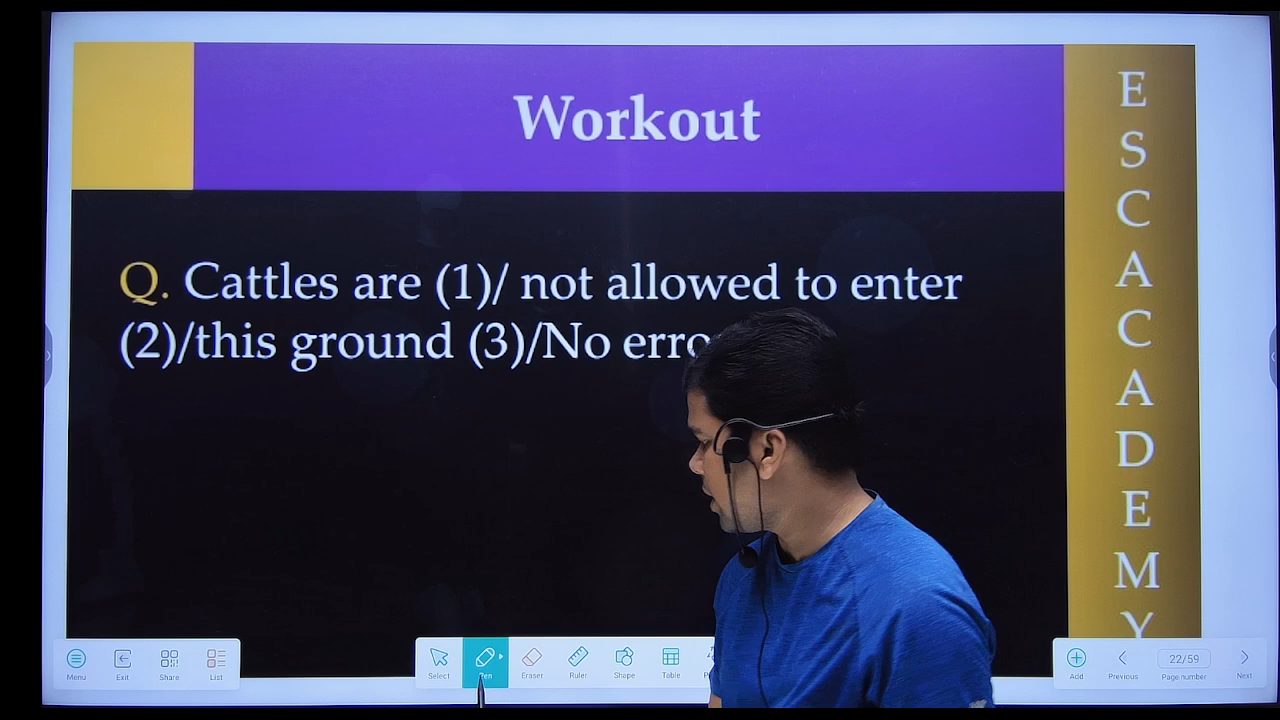 Workout
Q. Cattles are (1)/ not allowed to enter
(2)/this ground (3)/No
E
S
C
A
C
A
D
E
M
Y
Menu
Exit
Share
List
Select
Pen
Eraser
Ruler
Shape
Table
Add
Previous
22/59
Page number
Next